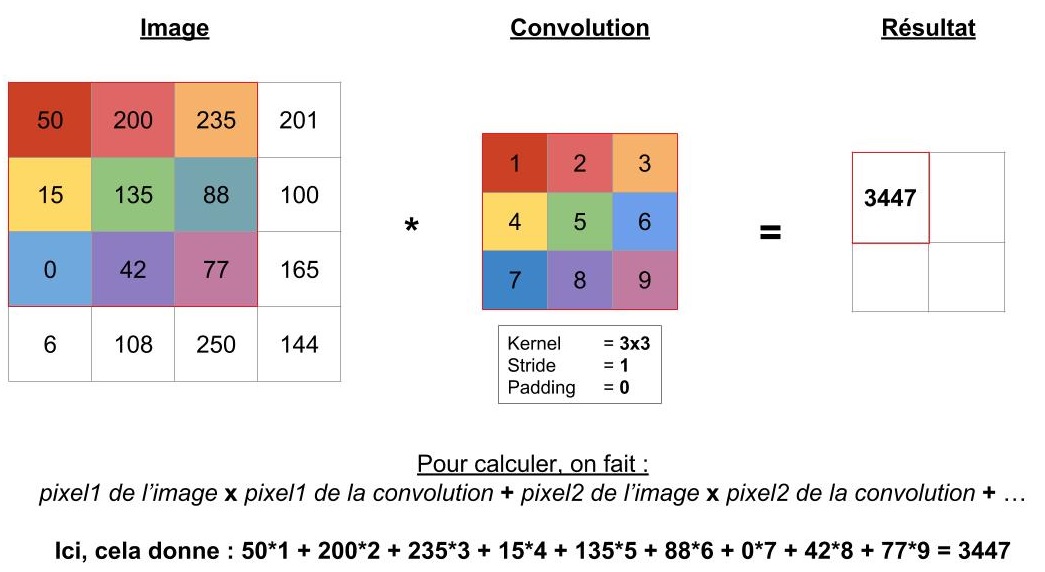 Image
Convolution
Résultat
50 200 235 201
15 135 88 100
0 42 77 165
6 108 250 144
*
1 2 3
4 5 6
7 8 9
=
3447
Kernel = 3x3
Stride = 1
Padding = 0
Pour calculer, on fait :
pixel1 de l'image x pixel1 de la convolution + pixel2 de l'image x pixel2 de la convolution + …
Ici, cela donne : 50*1 + 200*2 + 235*3 + 15*4 + 135*5 + 88*6 + 0*7 + 42*8 + 77*9 = 3447